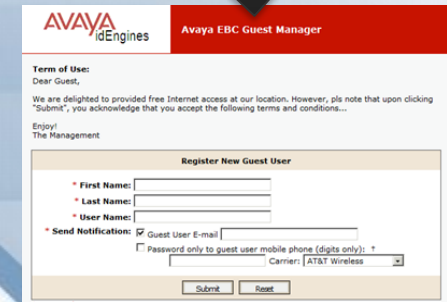 AVAYA
idEngines
Avaya EBC Guest Manager
Term of Use:
Dear Guest,
We are delighted to provided free Internet access at our location. However, pls note that upon clicking
"Submit", you acknowledge that you accept the following terms and conditions...
Enjoy!
The Management
Register New Guest User
* First Name:
* Last Name:
* User Name:
* Send Notification: Guest User E-mail
Password only to guest user mobile phone (digits only): ↑
Carrier: AT&T Wireless
Submit Reset